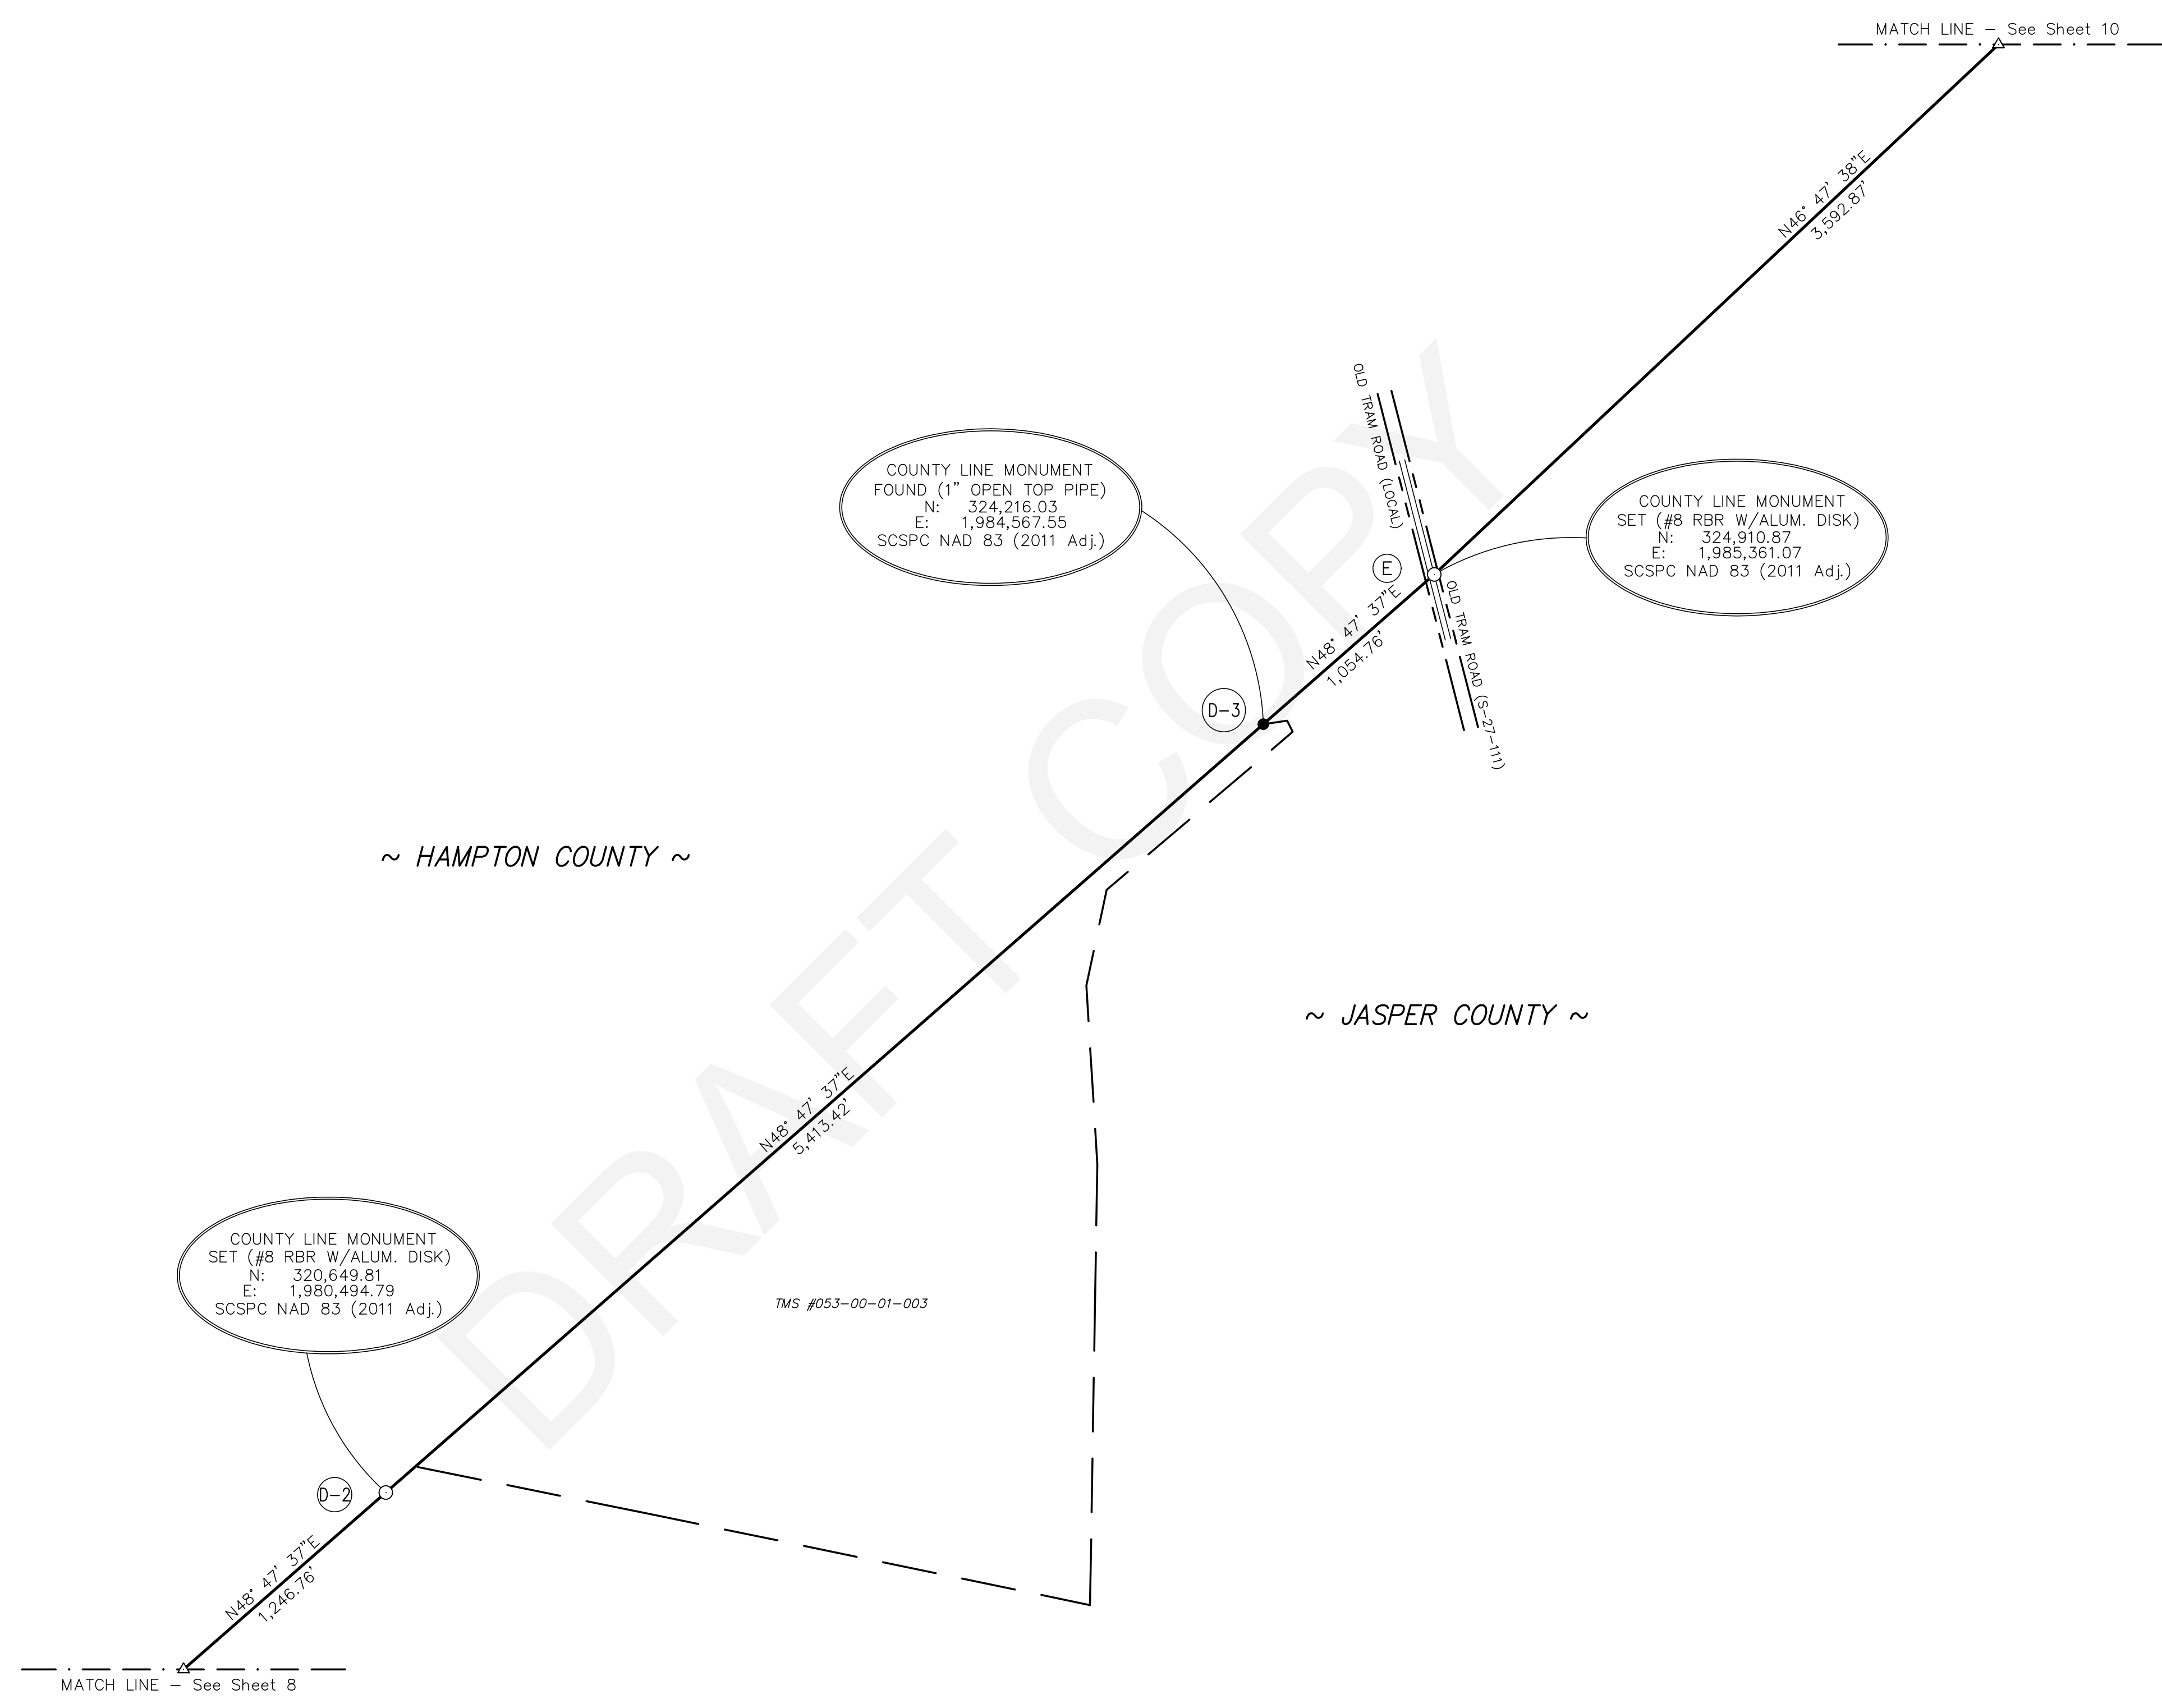 MATCH LINE – See Sheet 10
N46° 47' 38"E
3,592.87'
OLD TRAM ROAD (LOCAL)
COUNTY LINE MONUMENT
FOUND (1" OPEN TOP PIPE)
N: 324,216.03
E: 1,984,567.55
SCSPC NAD 83 (2011 Adj.)
COUNTY LINE MONUMENT
SET (#8 RBR W/ALUM. DISK)
N: 324,910.87
E: 1,985,361.07
SCSPC NAD 83 (2011 Adj.)
E
N48° 47' 37"E
1,054.76'
OLD TRAM ROAD (S-27-111)
D-3
~ HAMPTON COUNTY ~
~ JASPER COUNTY ~
DRAFT COPY
N48° 47' 37"E
5,413.42'
COUNTY LINE MONUMENT
SET (#8 RBR W/ALUM. DISK)
N: 320,649.81
E: 1,980,494.79
SCSPC NAD 83 (2011 Adj.)
TMS #053-00-01-003
D-2
N48° 47' 37"E
1,246.76'
MATCH LINE – See Sheet 8